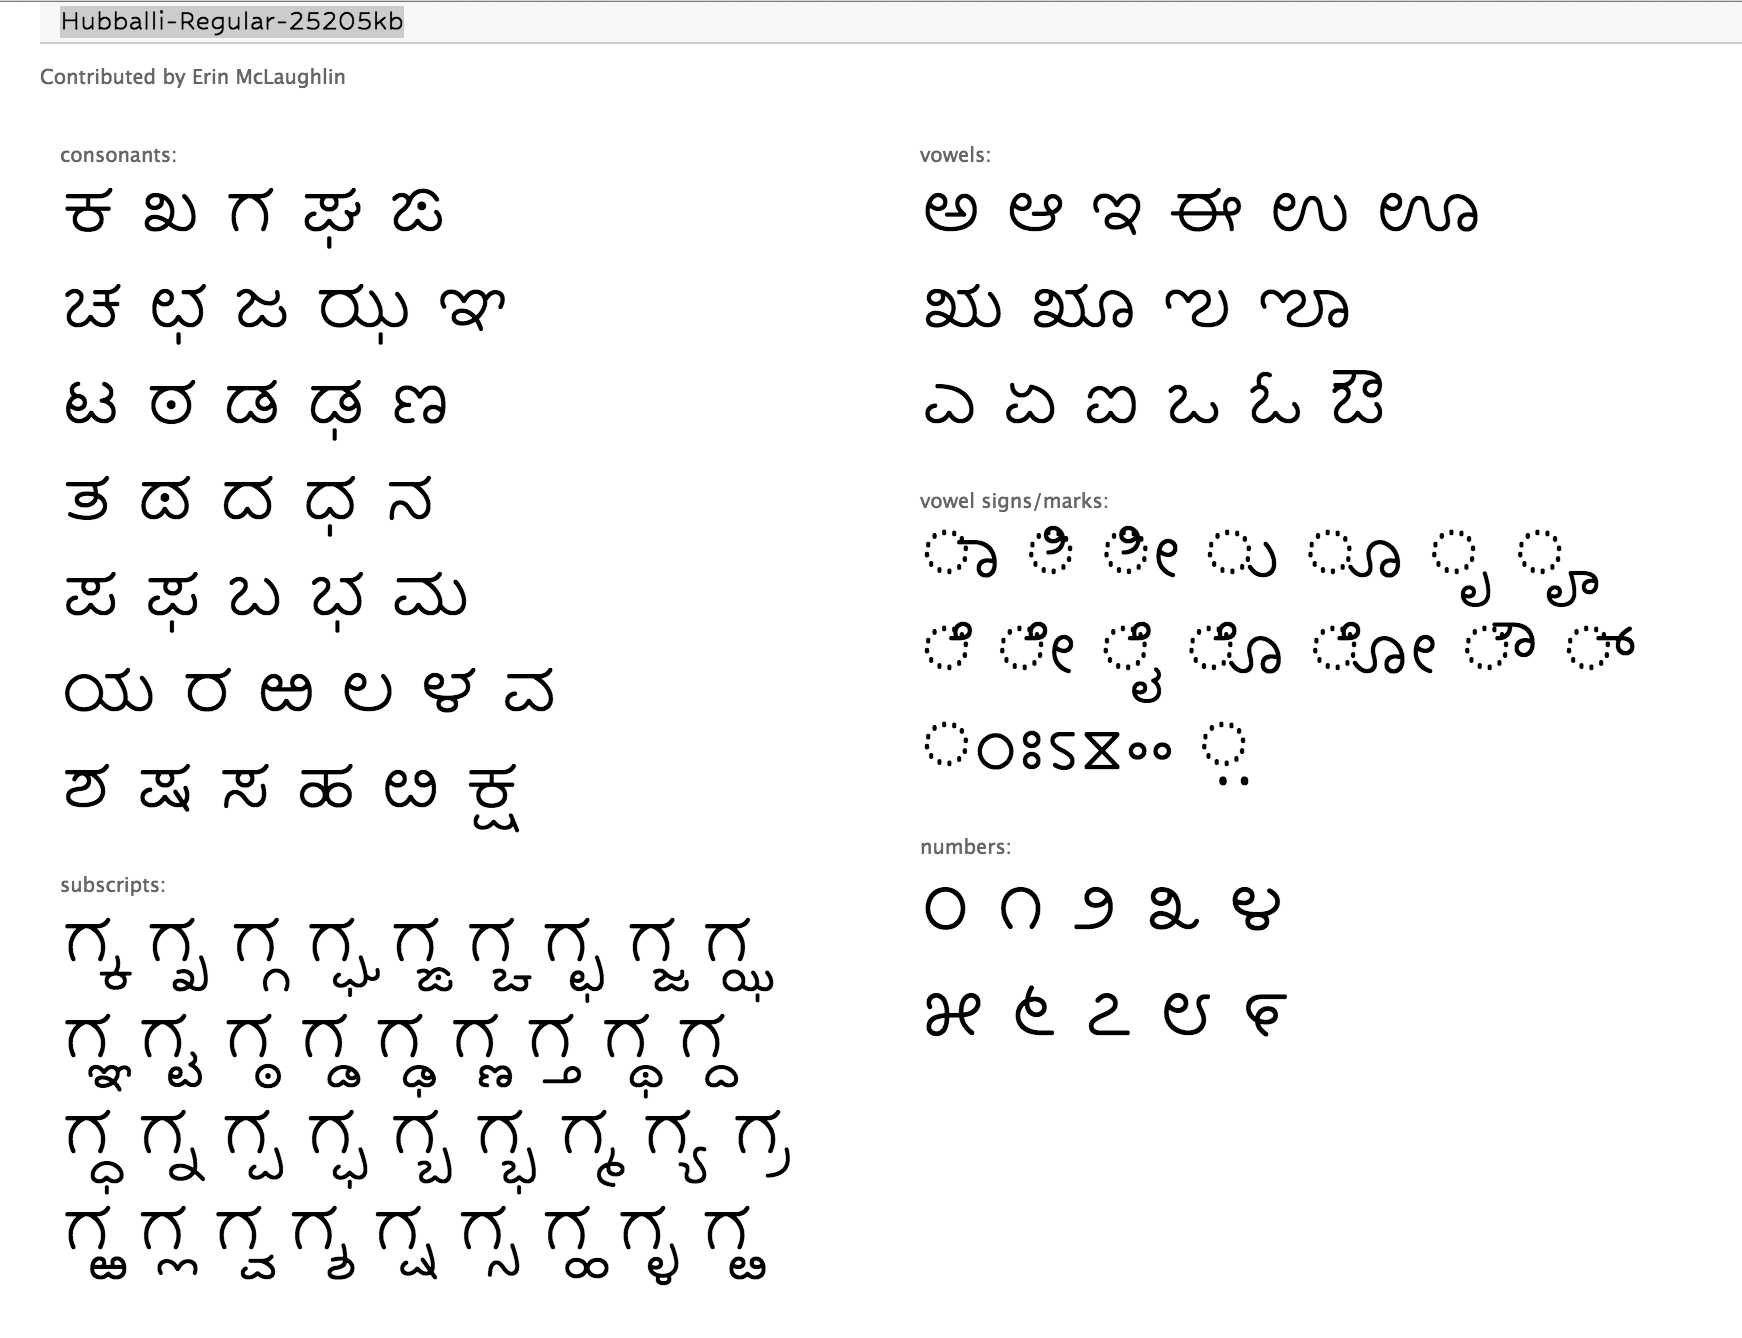 Hubballi-Regular-25205kb
Contributed by Erin McLaughlin
consonants:
ಕ ಖ ಗ ಘ ಙ
ಚ ಛ ಜ ಝ ಞ
ಟ ಠ ಡ ಢ ಣ
ತ ಥ ದ ಧ ನ
ಪ ಫ ಬ ಭ ಮ
ಯ ರ ಱ ಲ ಳ ವ
ಶ ಷ ಸ ಹ ೞ ಕ್ಷ
subscripts:
ಗ್ಕ ಗ್ಖ ಗ್ಗ ಗ್ಘ ಗ್ಙ ಗ್ಚ ಗ್ಛ ಗ್ಜ ಗ್ಝ
ಗ್ಞ ಗ್ಟ ಗ್ಠ ಗ್ಡ ಗ್ಢ ಗ್ಣ ಗ್ತ ಗ್ಥ ಗ್ದ
ಗ್ಧ ಗ್ನ ಗ್ಪ ಗ್ಫ ಗ್ಬ ಗ್ಭ ಗ್ಮ ಗ್ಯ ಗ್ರ
ಗ್ಱ ಗ್ಲ ಗ್ವ ಗ್ಶ ಗ್ಷ ಗ್ಸ ಗ್ಹ ಗ್ಳ ಗ್ೞ
vowels:
ಅ ಆ ಇ ಈ ಉ ಊ
ಋ ೠ ಌ ೡ
ಎ ಏ ಐ ಒ ಓ ಔ
vowel signs/marks:
◌ಾ ◌ಿ ◌ೀ ◌ು ◌ೂ ◌ೃ ◌ೄ
◌ೆ ◌ೇ ◌ೈ ◌ೊ ◌ೋ ◌ೌ ◌್
◌ಂಃಽೱೲ ◌಼
numbers:
೦ ೧ ೨ ೩ ೪
೫ ೬ ೭ ೮ ೯